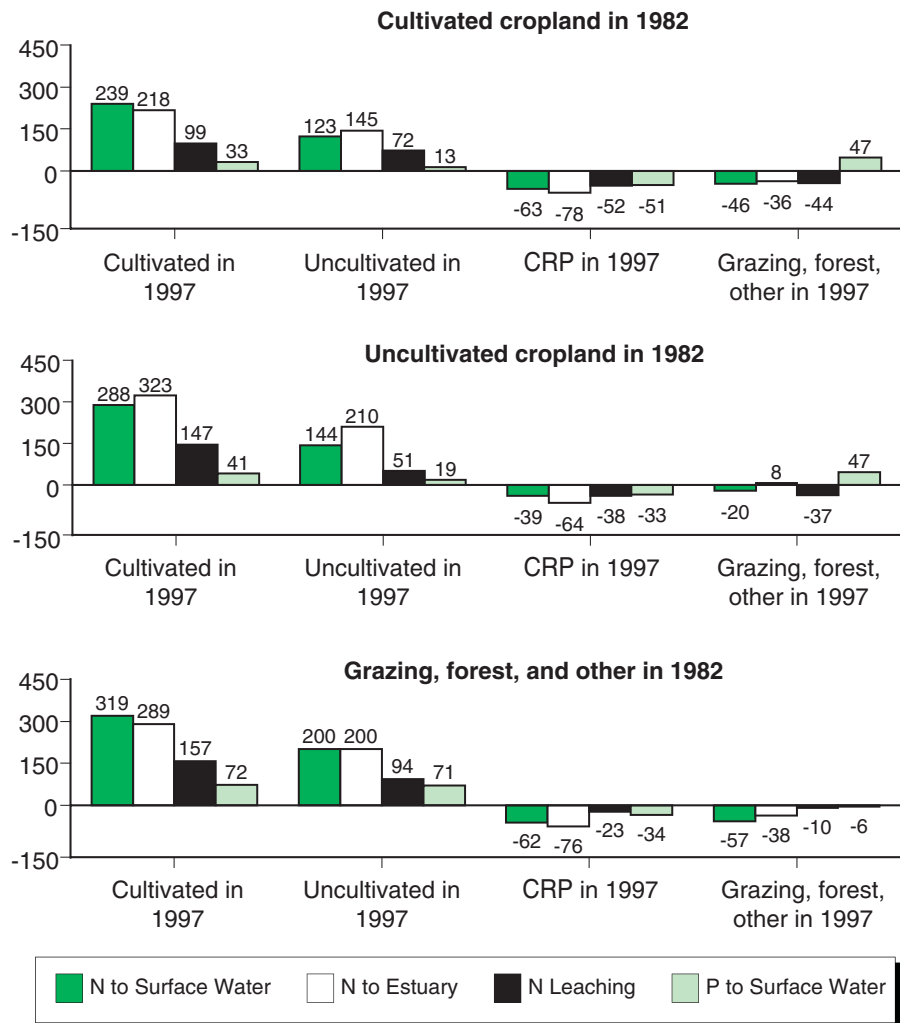 Cultivated cropland in 1982
450
300
150
0
-150
239 218 99 33
123 145 72 13
-63 -78 -52 -51
-46 -36 -44 47
Cultivated in
1997
Uncultivated in
1997
CRP in 1997
Grazing, forest,
other in 1997
Uncultivated cropland in 1982
450
300
150
0
-150
288 323 147 41
144 210 51 19
-39 -64 -38 -33
-20 8 -37 47
Cultivated in
1997
Uncultivated in
1997
CRP in 1997
Grazing, forest,
other in 1997
Grazing, forest, and other in 1982
450
300
150
0
-150
319 289 157 72
200 200 94 71
-62 -76 -23 -34
-57 -38 -10 -6
Cultivated in
1997
Uncultivated in
1997
CRP in 1997
Grazing, forest,
other in 1997
N to Surface Water N to Estuary N Leaching P to Surface Water